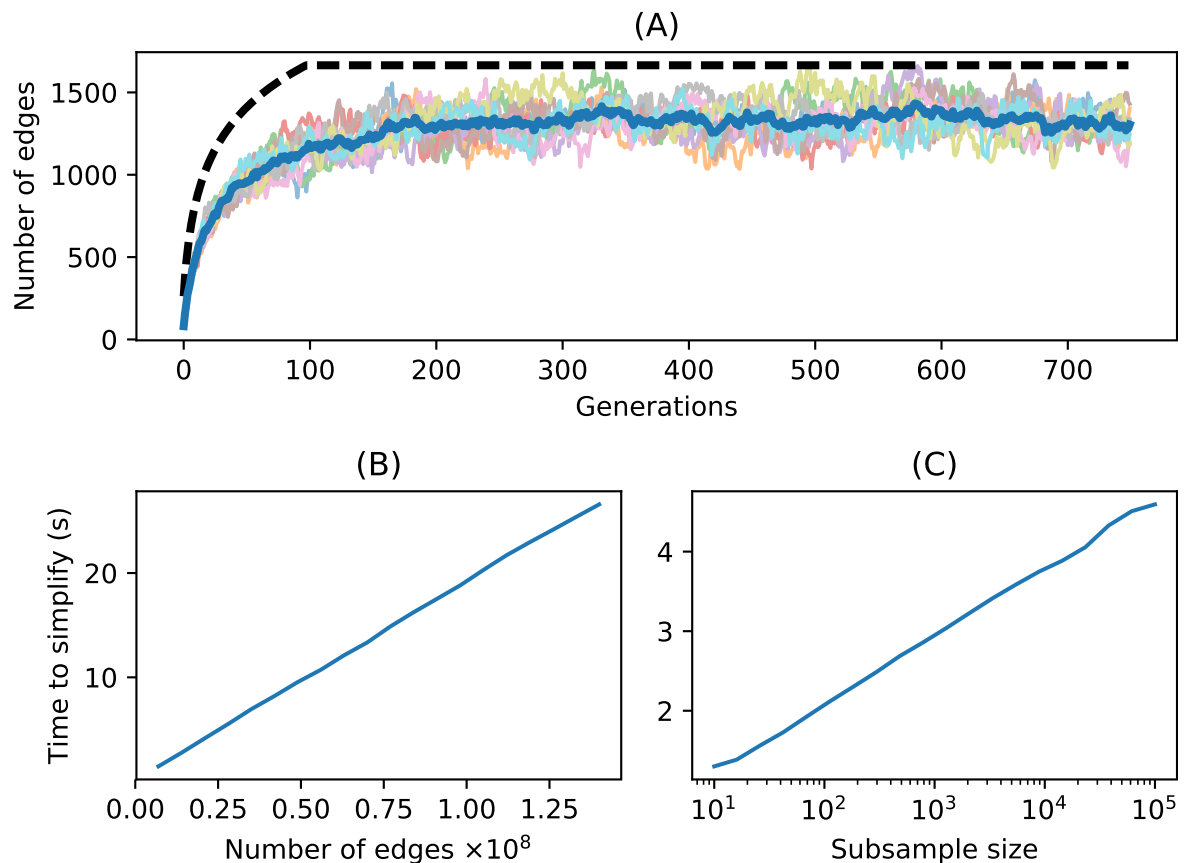 (A)
Number of edges
1500
1000
500
0
0 100 200 300 400 500 600 700
Generations
(B)
Time to simplify (s)
20
10
0.00 0.25 0.50 0.75 1.00 1.25
Number of edges ×10⁸
(C)
4
3
2
10¹ 10² 10³ 10⁴ 10⁵
Subsample size